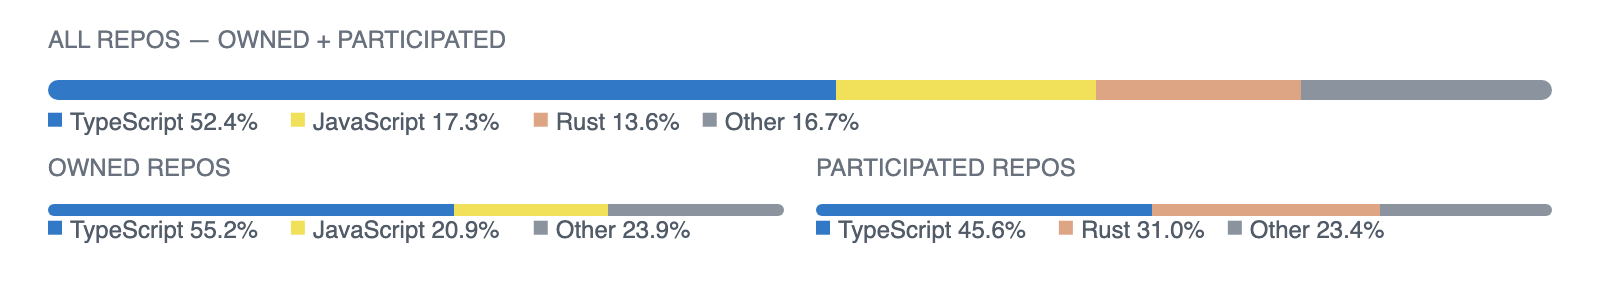 ALL REPOS — OWNED + PARTICIPATED
TypeScript 52.4% JavaScript 17.3% Rust 13.6% Other 16.7%
OWNED REPOS
TypeScript 55.2% JavaScript 20.9% Other 23.9%
PARTICIPATED REPOS
TypeScript 45.6% Rust 31.0% Other 23.4%